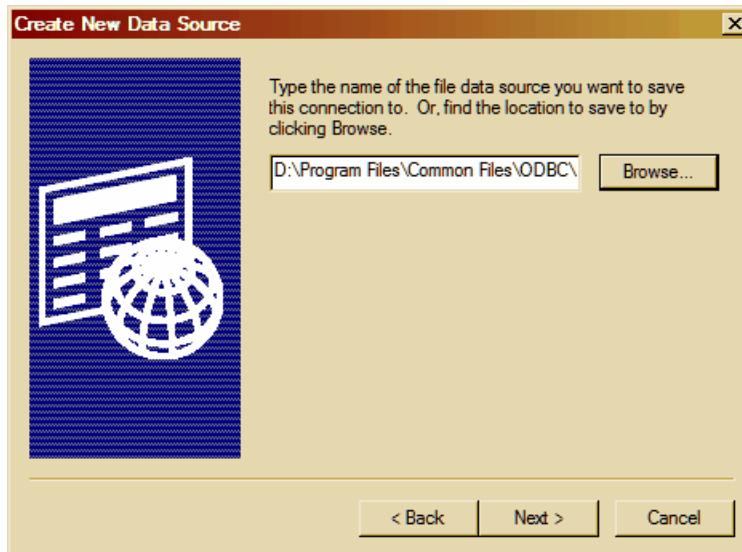 Create New Data Source
Type the name of the file data source you want to save
this connection to.  Or, find the location to save to by
clicking Browse.
D:\Program Files\Common Files\ODBC\
Browse...
< Back
Next >
Cancel